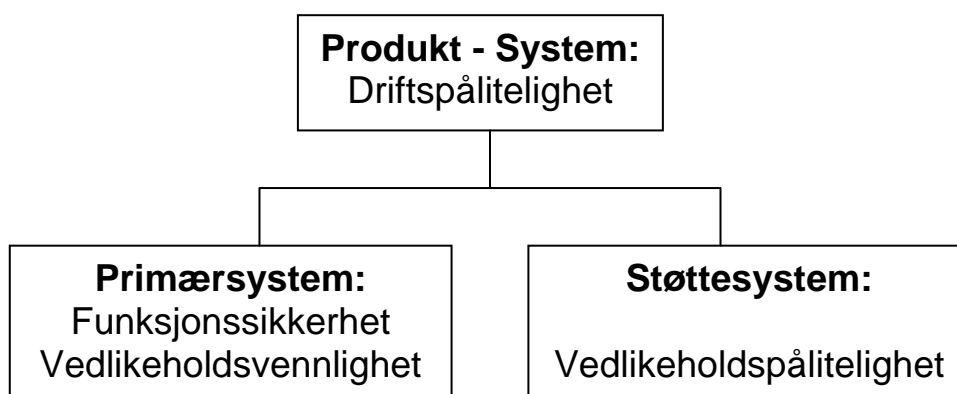 Produkt - System:
Driftspålitelighet
Primærsystem:
Funksjonssikkerhet
Vedlikeholdsvennlighet
Støttesystem:
Vedlikeholdspålitelighet